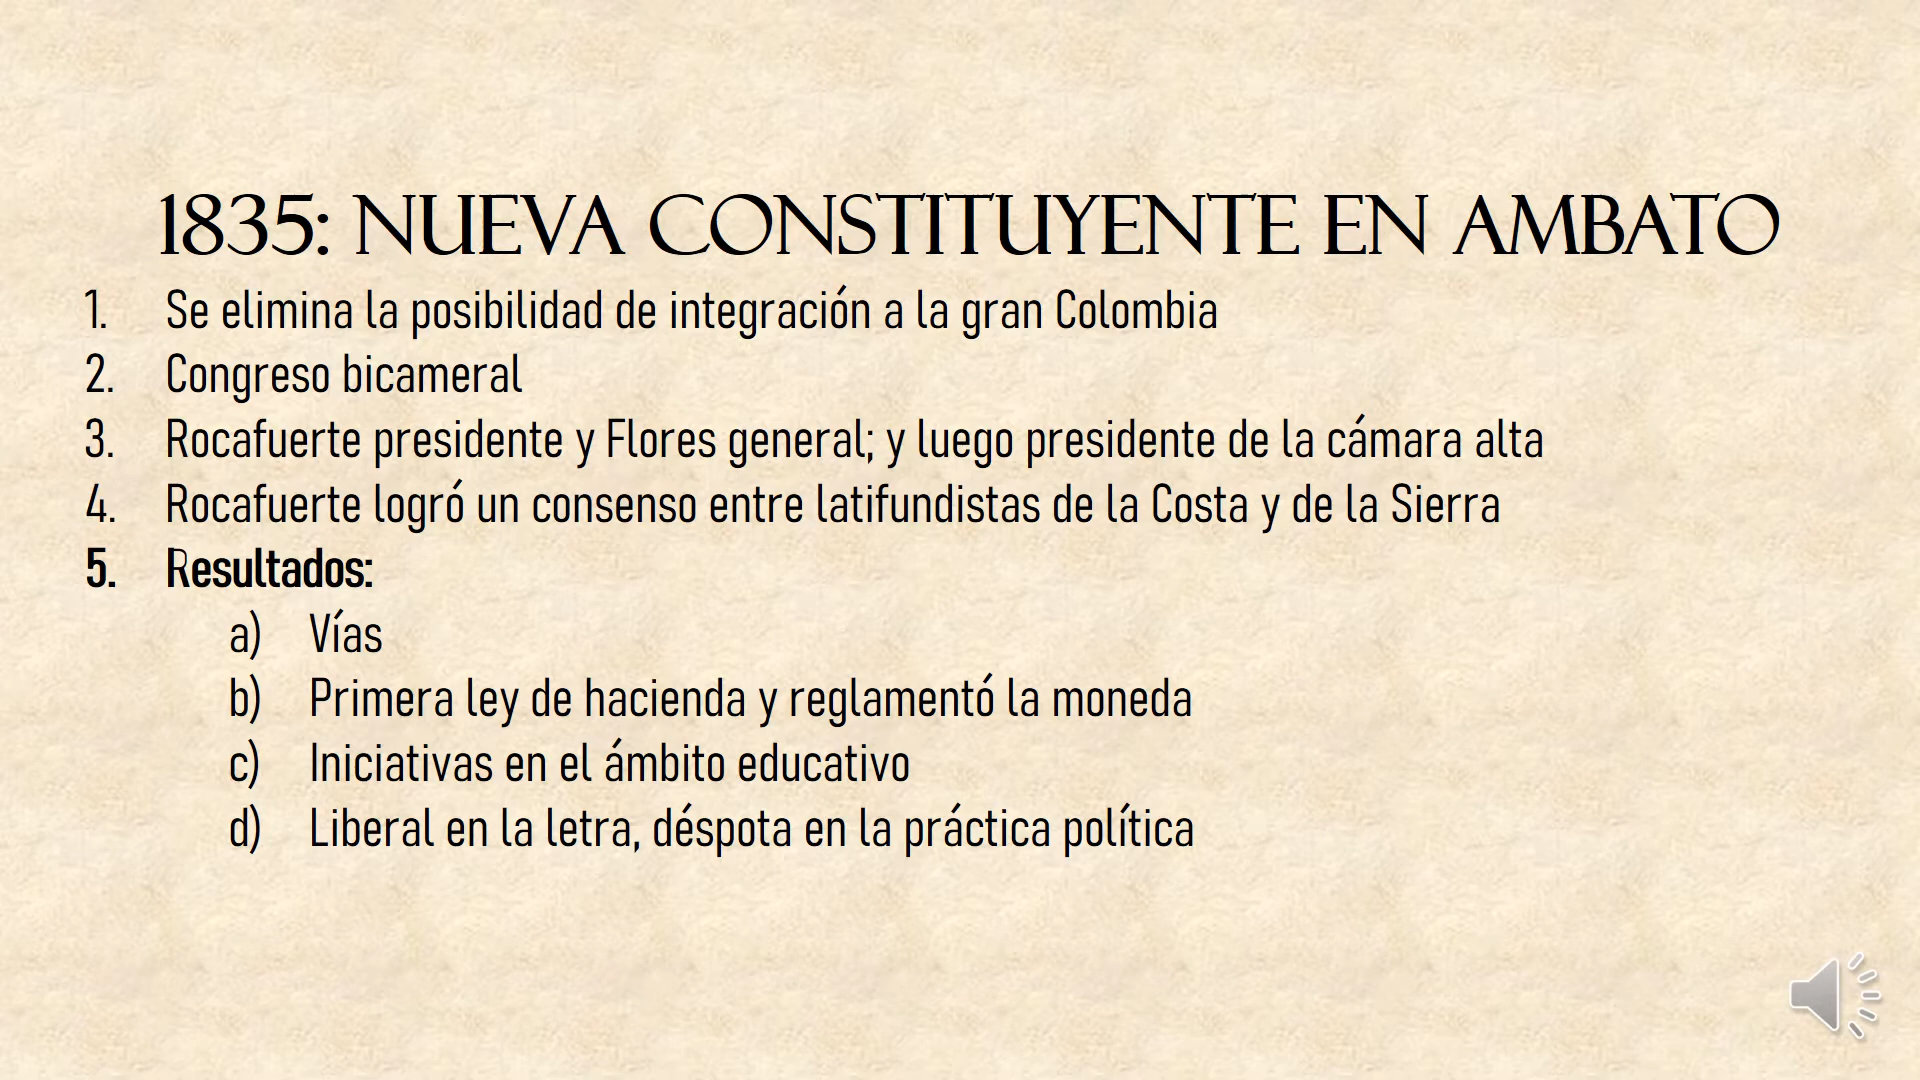 1835: NUEVA CONSTITUYENTE EN AMBATO
1. Se elimina la posibilidad de integración a la gran Colombia
2. Congreso bicameral
3. Rocafuerte presidente y Flores general; y luego presidente de la cámara alta
4. Rocafuerte logró un consenso entre latifundistas de la Costa y de la Sierra
5. Resultados:
a) Vías
b) Primera ley de hacienda y reglamentó la moneda
c) Iniciativas en el ámbito educativo
d) Liberal en la letra, déspota en la práctica política